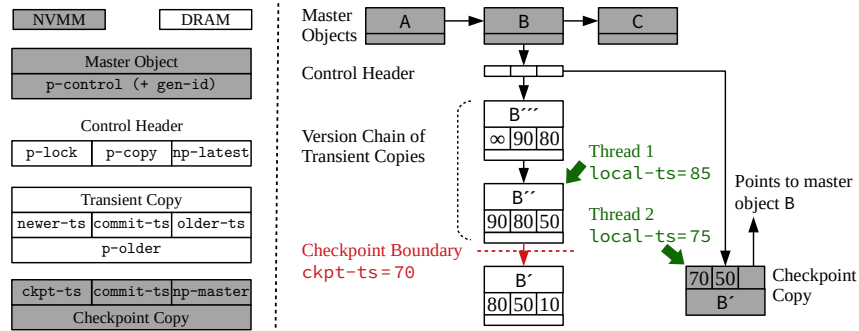 NVMM
DRAM
Master Object
p-control (+ gen-id)
Control Header
p-lock
p-copy
np-latest
Transient Copy
newer-ts
commit-ts
older-ts
p-older
ckpt-ts
commit-ts
np-master
Checkpoint Copy
Master
Objects
A
B
C
Control Header
Version Chain of
Transient Copies
B′′′
∞ 90 80
B′′
90 80 50
Thread 1
local-ts=85
Thread 2
local-ts=75
Points to master
object B
Checkpoint Boundary
ckpt-ts=70
B′
80 50 10
70 50
B′
Checkpoint
Copy